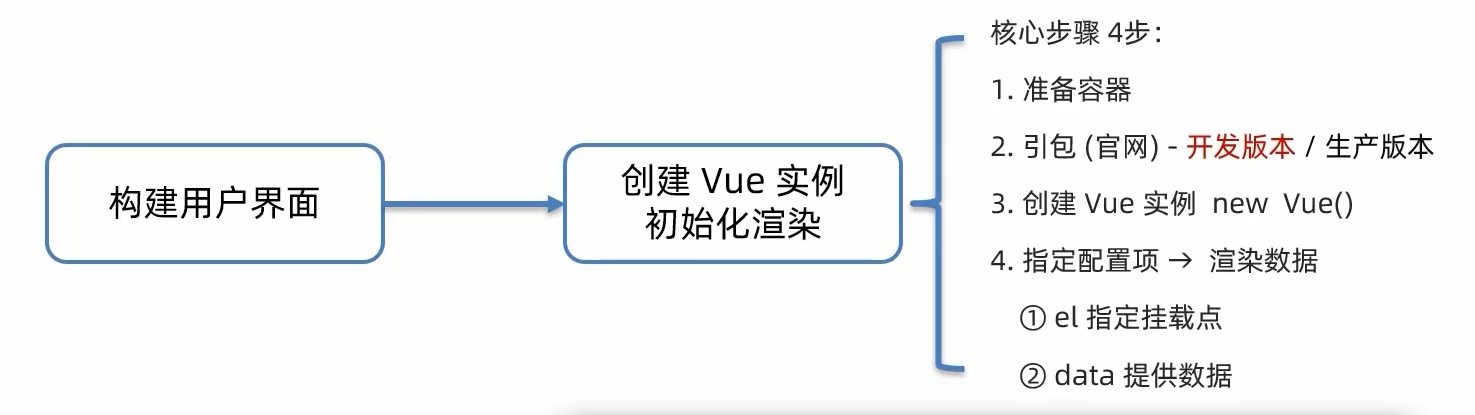 构建用户界面
创建 Vue 实例
初始化渲染
核心步骤 4步：
1. 准备容器
2. 引包 (官网) - 开发版本 / 生产版本
3. 创建 Vue 实例 new Vue()
4. 指定配置项 → 渲染数据
① el 指定挂载点
② data 提供数据